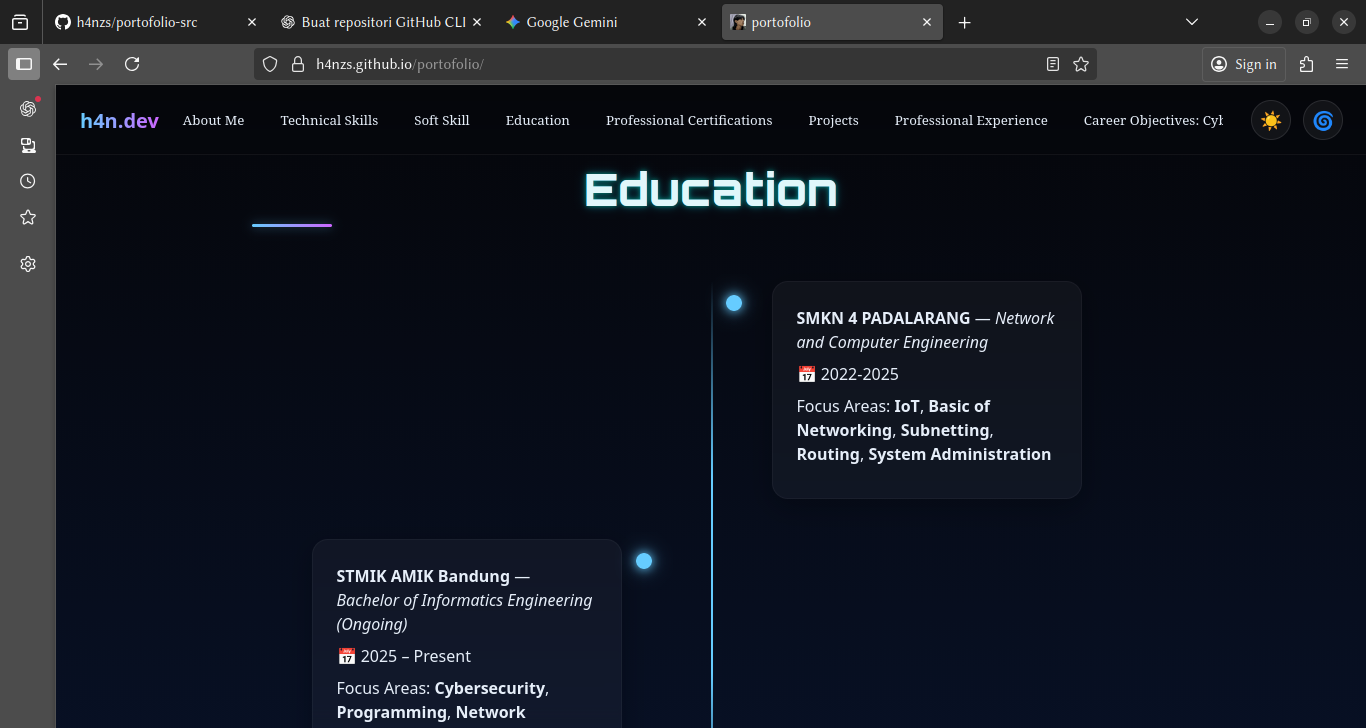 h4nzs/portofolio-src
Buat repositori GitHub CLI
Google Gemini
portofolio
h4nzs.github.io/portofolio/
Sign in
h4n.dev
About Me
Technical Skills
Soft Skill
Education
Professional Certifications
Projects
Professional Experience
Career Objectives: Cyb
Education
SMKN 4 PADALARANG — Network
and Computer Engineering
📅 2022-2025
Focus Areas: IoT, Basic of
Networking, Subnetting,
Routing, System Administration
STMIK AMIK Bandung —
Bachelor of Informatics Engineering
(Ongoing)
📅 2025 – Present
Focus Areas: Cybersecurity,
Programming, Network